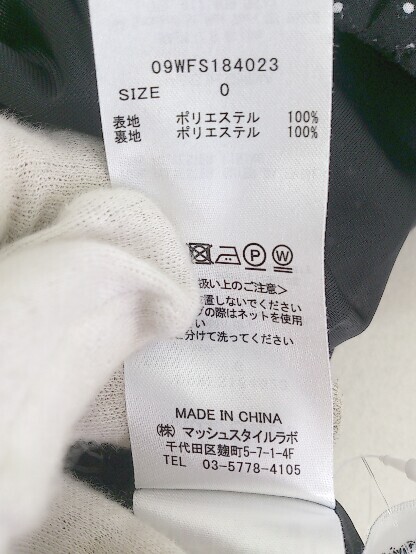 09WFS184023
SIZE 0
表地 ポリエステル 100%
裏地 ポリエステル 100%
P W
扱い上のご注意>
置しないでください
の際はネットを使用
い
分けて洗ってください
MADE IN CHINA
(株) マッシュスタイルラボ
千代田区麹町5-7-1-4F
TEL 03-5778-4105